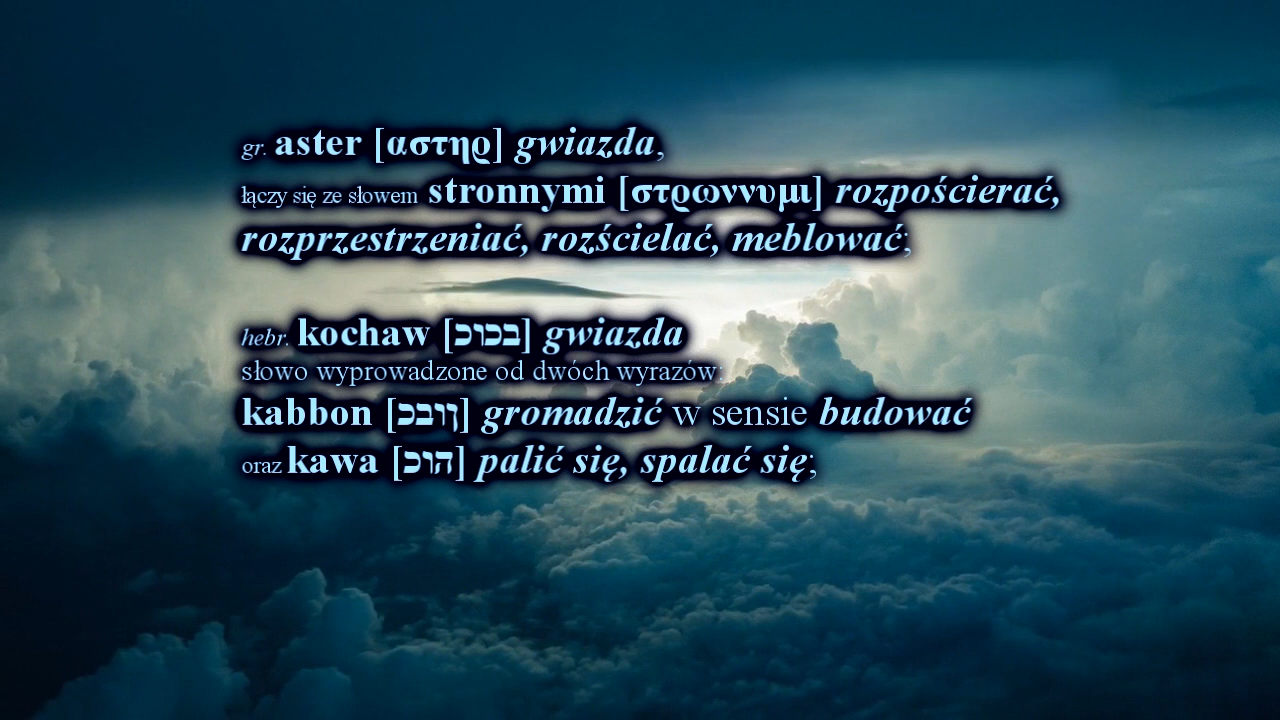 gr. aster [αστηρ] gwiazda,
łączy się ze słowem stronnymi [στρωννυμι] rozpościerać,
rozprzestrzeniać, rozścielać, meblować;
hebr. kochaw [כוכב] gwiazda
słowo wyprowadzone od dwóch wyrazów:
kabbon [כבון] gromadzić w sensie budować
oraz kawa [כוה] palić się, spalać się;